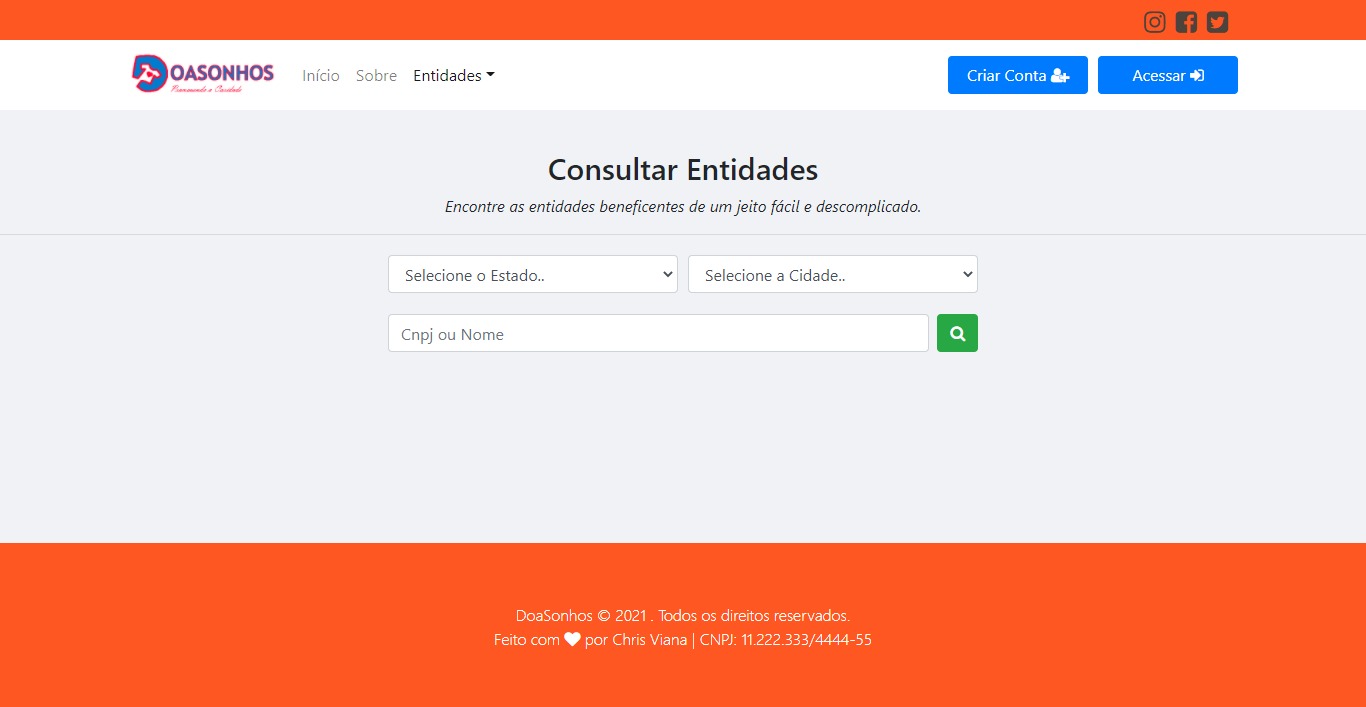 OASONHOS
Início Sobre Entidades
Criar Conta
Acessar
Consultar Entidades
Encontre as entidades beneficentes de um jeito fácil e descomplicado.
Selecione o Estado.. Selecione a Cidade..
Cnpj ou Nome
DoaSonhos © 2021 . Todos os direitos reservados.
Feito com por Chris Viana | CNPJ: 11.222.333/4444-55